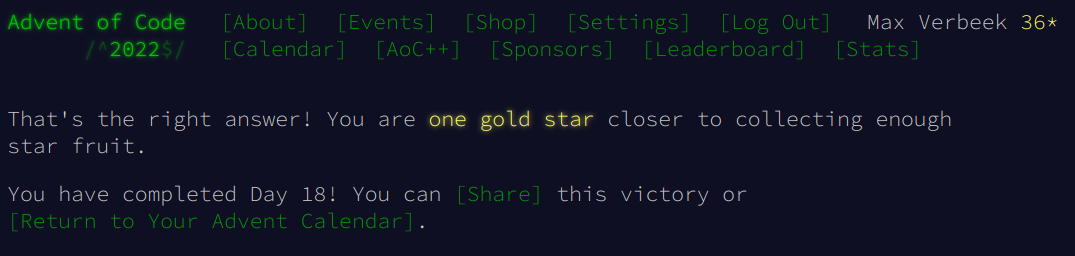 Advent of Code [About] [Events] [Shop] [Settings] [Log Out] Max Verbeek 36*
/^2022$/ [Calendar] [AoC++] [Sponsors] [Leaderboard] [Stats]
That's the right answer! You are one gold star closer to collecting enough
star fruit.
You have completed Day 18! You can [Share] this victory or
[Return to Your Advent Calendar].